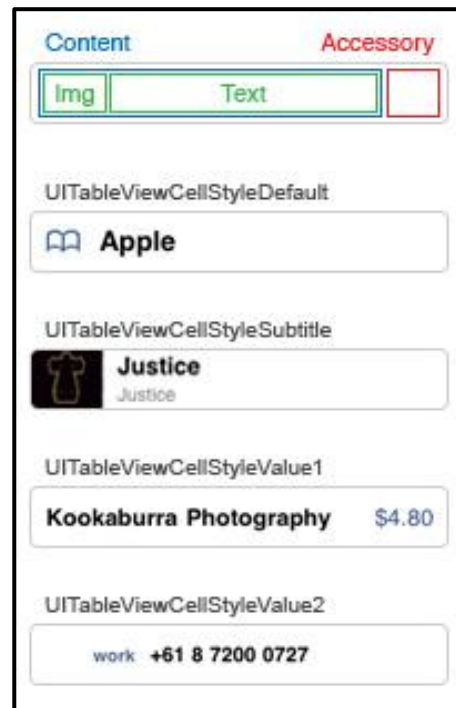 Content Accessory
Img Text
UITableViewCellStyleDefault
Apple
UITableViewCellStyleSubtitle
Justice
Justice
UITableViewCellStyleValue1
Kookaburra Photography $4.80
UITableViewCellStyleValue2
work +61 8 7200 0727